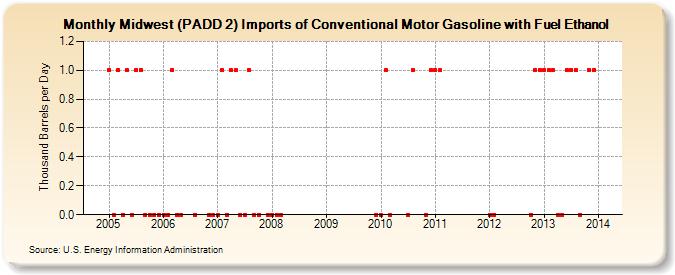 Monthly Midwest (PADD 2) Imports of Conventional Motor Gasoline with Fuel Ethanol
Thousand Barrels per Day
1.2
1.0
0.8
0.6
0.4
0.2
0.0
2005 2006 2007 2008 2009 2010 2011 2012 2013 2014
Source: U.S. Energy Information Administration